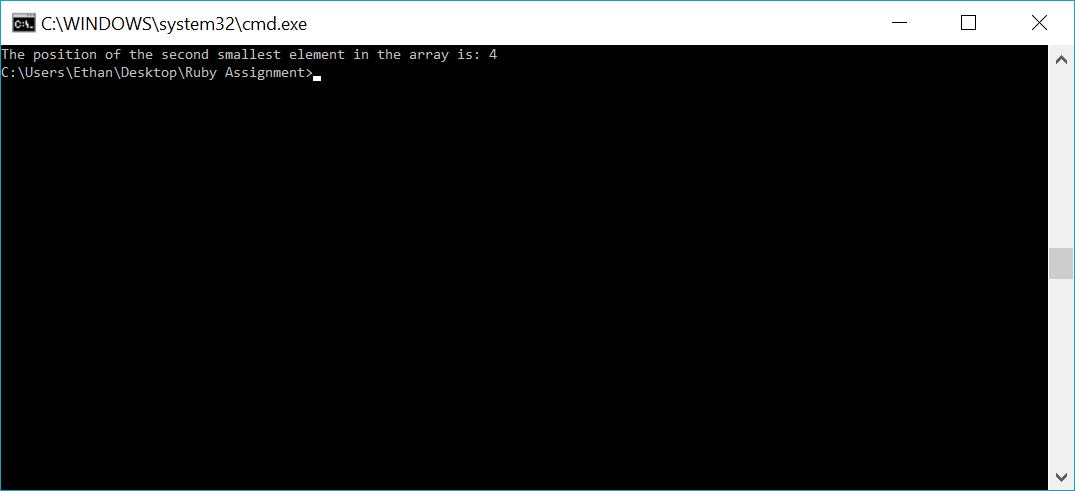 C:\WINDOWS\system32\cmd.exe
The position of the second smallest element in the array is: 4
C:\Users\Ethan\Desktop\Ruby Assignment>